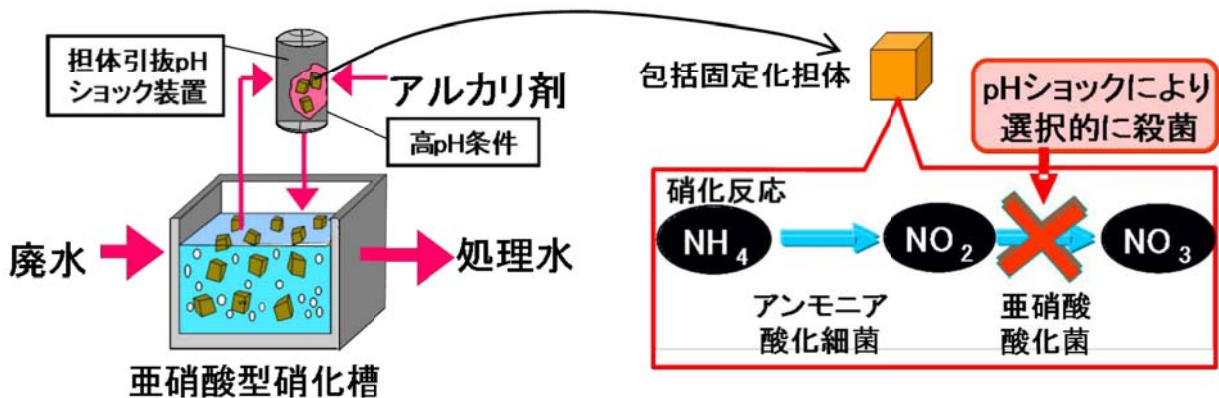 担体引抜pH
ショック装置
アルカリ剤
高pH条件
廃水
処理水
亜硝酸型硝化槽
包括固定化担体
pHショックにより
選択的に殺菌
硝化反応
NH₄
NO₂
NO₃
アンモニア
酸化細菌
亜硝酸
酸化菌